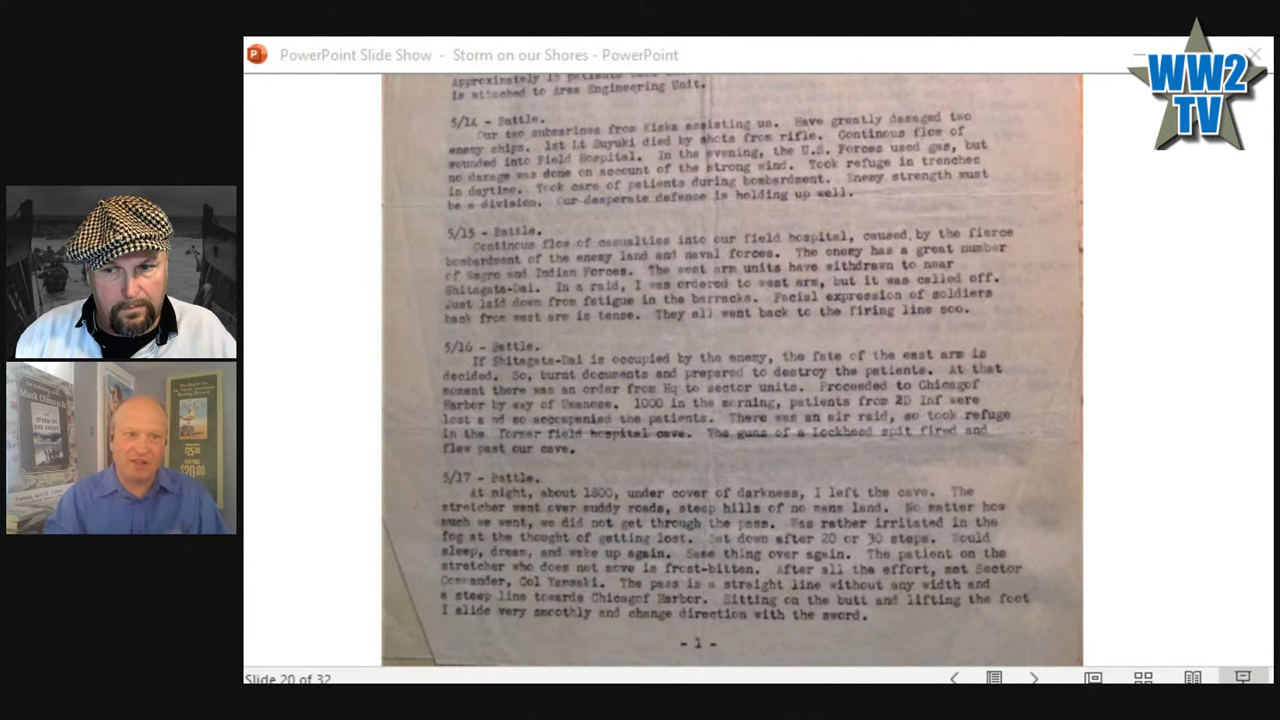 PowerPoint Slide Show - Storm on our Shores - PowerPoint
WW2
TV
Approximately 15 patients
is attached to Area Engineering Unit.
5/14 - Battle.
Our two submarines from Kiska assisting us. Have greatly damaged two
enemy ships. 1st Lt Suyuki died by shots from rifle. Continous flow of
wounded into Field Hospital. In the evening, the U.S. Forces used gas, but
no damage was done on account of the strong wind. Took refuge in trenches
in daytime. Took care of patients during bombardment. Enemy strength must
be a division. Our desperate defense is holding up well.
5/15 - Battle.
Continous flow of casualties into our field hospital, caused by the fierce
bombardment of the enemy land and naval forces. The enemy has a great number
of Negro and Indian Forces. The west arm units have withdrawn to near
Shitagata-Dai. In a raid, I was ordered to west arm, but it was called off.
Just laid down from fatigue in the barracks. Facial expression of soldiers
back from west arm is tense. They all went back to the firing line soo.
5/16 - Battle.
If Shitagata-Dai is occupied by the enemy, the fate of the east arm is
decided. So, burnt documents and prepared to destroy the patients. At that
moment there was an order from Hq to sector units. Proceeded to Chicagof
Harbor by way of Umanose. 1000 in the morning, patients from 2D Inf were
lost a nd so accompanied the patients. There was an air raid, so took refuge
in the former field hospital cave. The guns of a Lockheed spit fired and
flew past our cave.
5/17 - Battle.
At night, about 1800, under cover of darkness, I left the cave. The
stretcher went over muddy roads, steep hills of no mans land. No matter how
much we went, we did not get through the pass. Was rather irritated in the
fog at the thought of getting lost. Sat down after 20 or 30 steps. Would
sleep, dream, and wake up again. Same thing over again. The patient on the
stretcher who does not move is frost-bitten. After all the effort, met Sector
Commander, Col Yamsaki. The pass is a straight line without any width and
a steep line towards Chicagof Harbor. Sitting on the butt and lifting the foot
I slide very smoothly and change direction with the sword.
- 1 -
Mark Obmascik
$25.00
$20.00
Slide 20 of 32